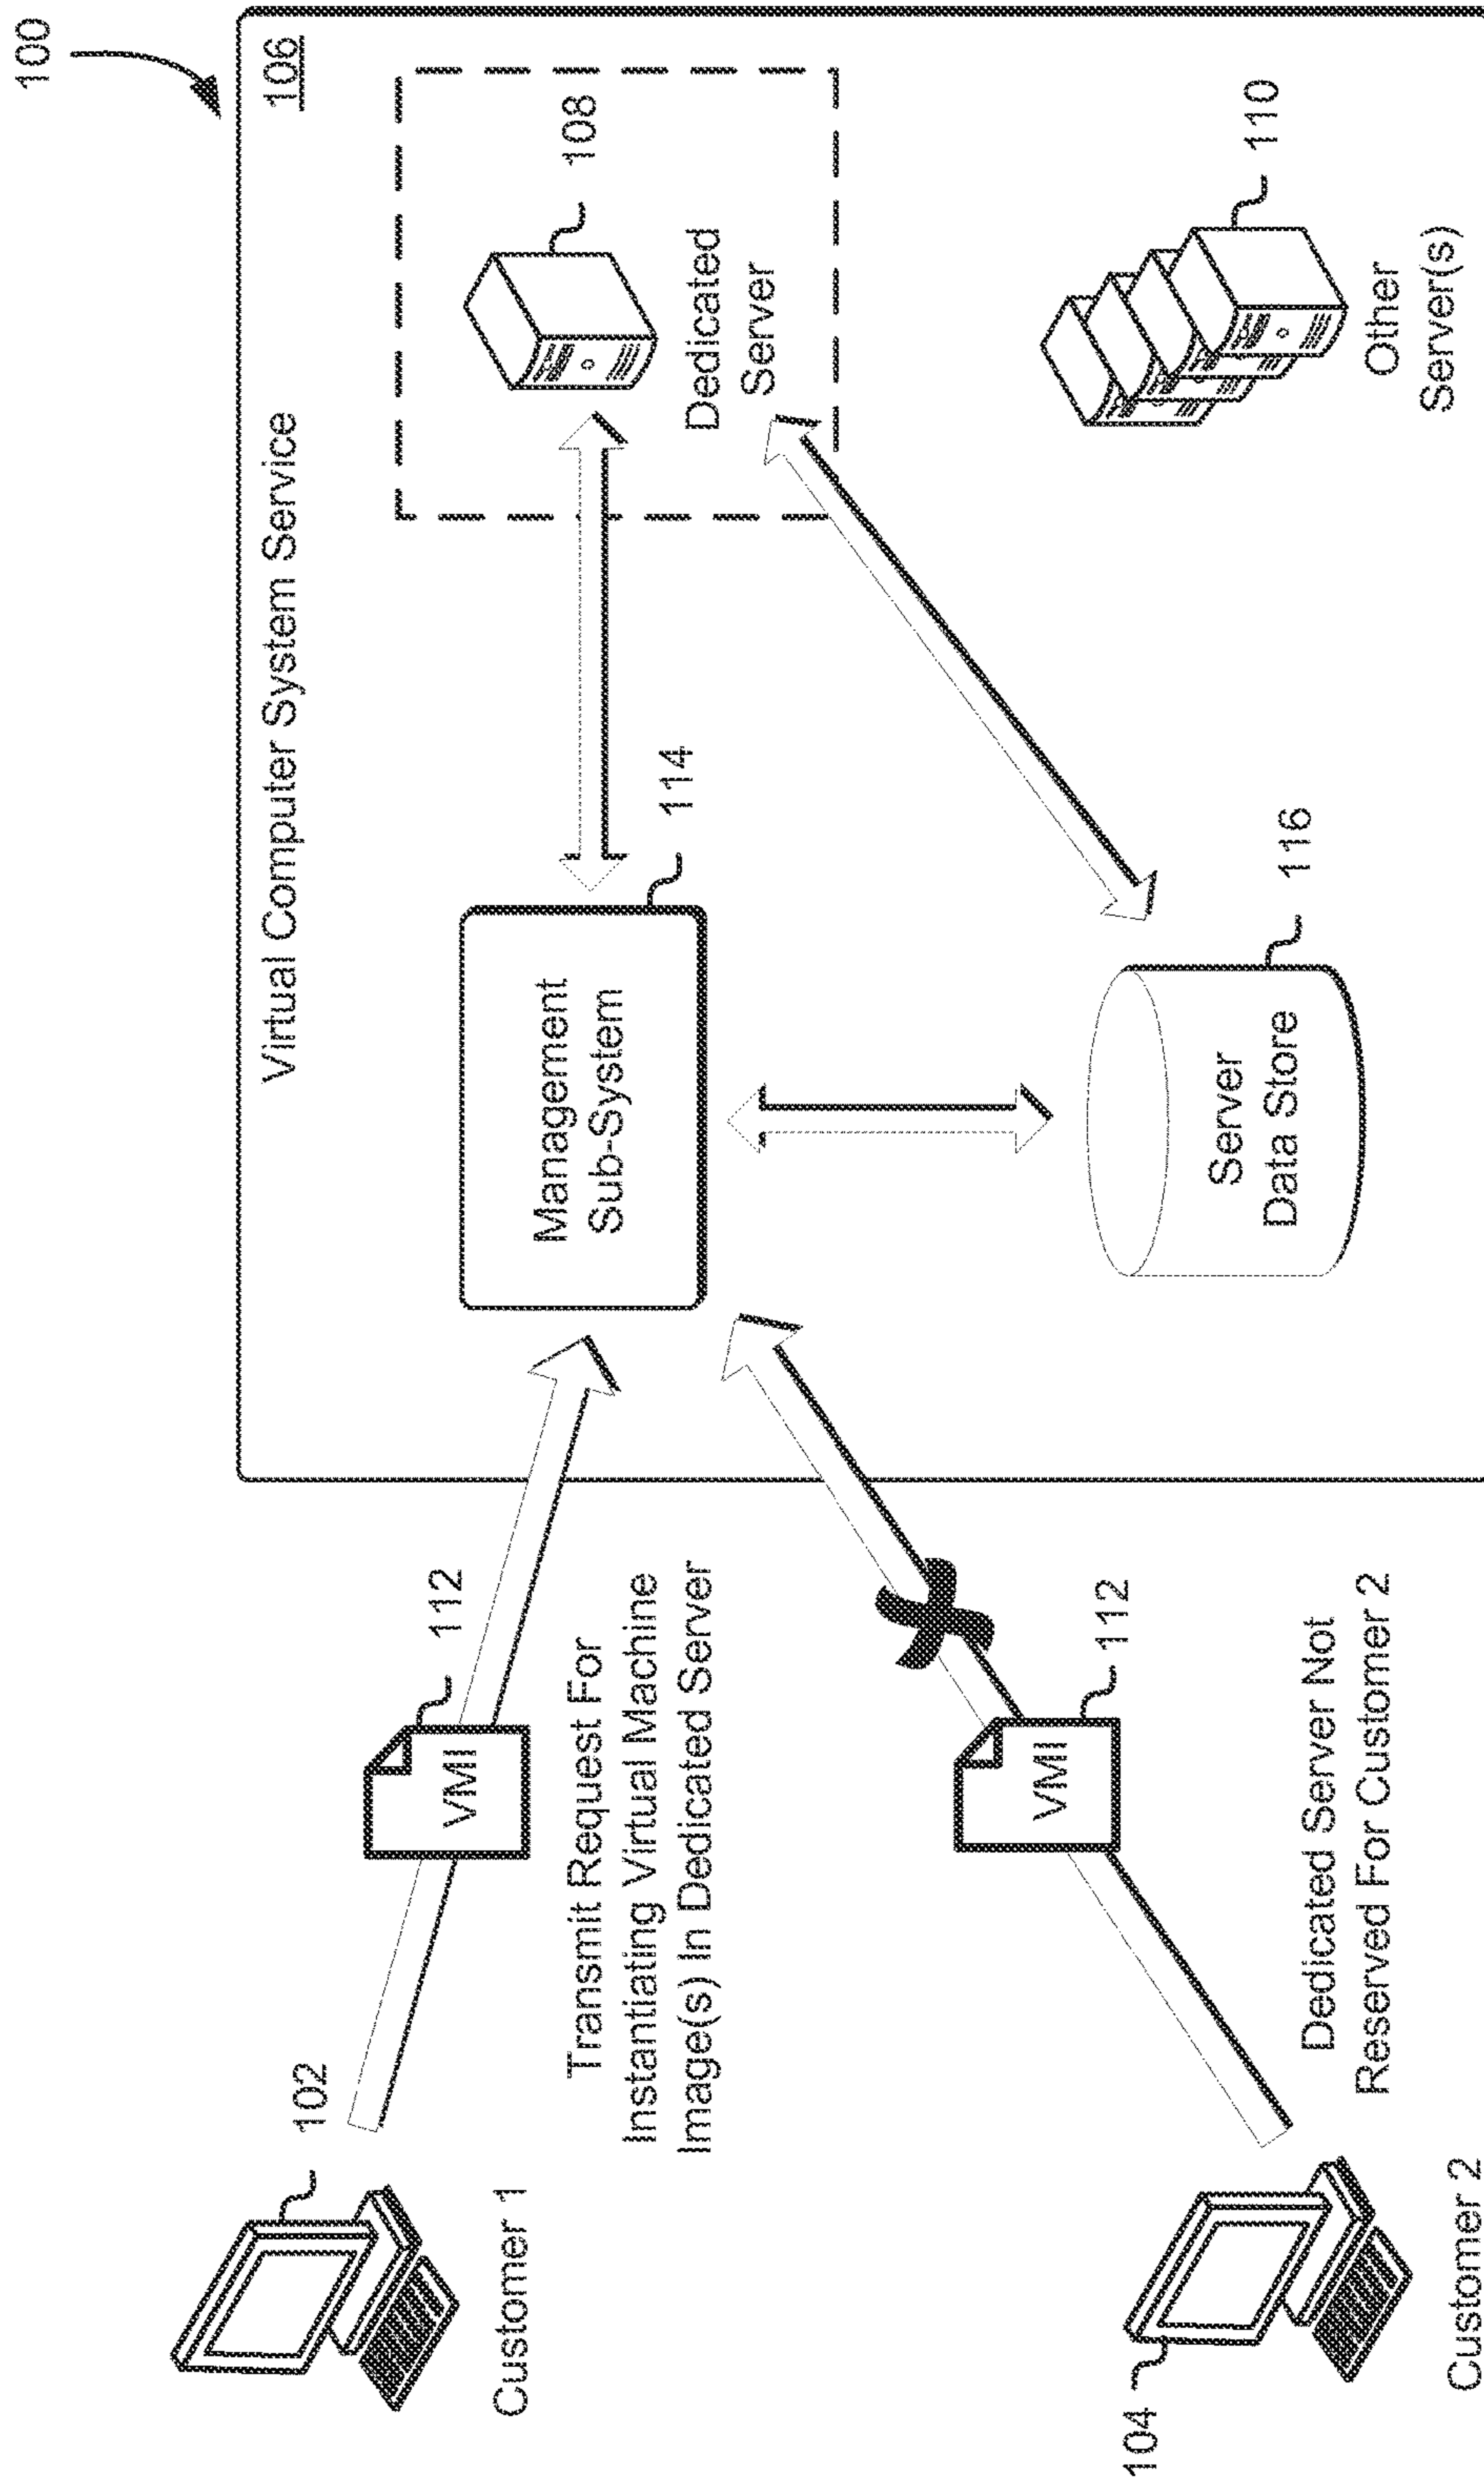 100
Virtual Computer System Service
106
102
Customer 1
112
VMI
Transmit Request For
Instantiating Virtual Machine
Image(s) In Dedicated Server
Management
Sub-System
114
108
Dedicated
Server
104
Customer 2
112
VMI
Dedicated Server Not
Reserved For Customer 2
Server
Data Store
116
110
Other
Server(s)